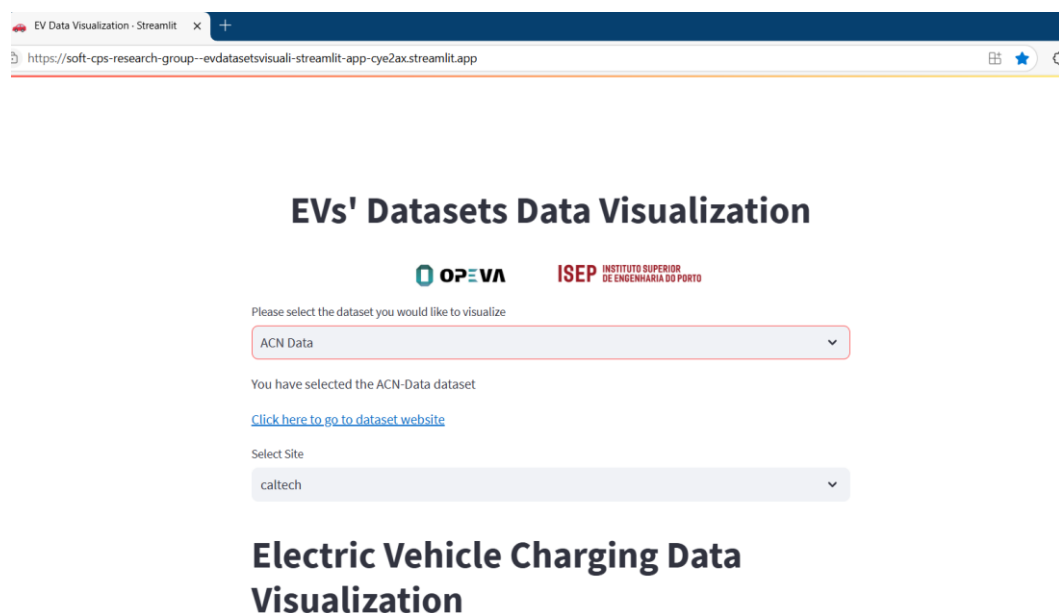 EV Data Visualization · Streamlit
https://soft-cps-research-group--evdatasetsvisuali-streamlit-app-cye2ax.streamlit.app
EVs' Datasets Data Visualization
OPEVA
ISEP INSTITUTO SUPERIOR
DE ENGENHARIA DO PORTO
Please select the dataset you would like to visualize
ACN Data
You have selected the ACN-Data dataset
Click here to go to dataset website
Select Site
caltech
Electric Vehicle Charging Data
Visualization